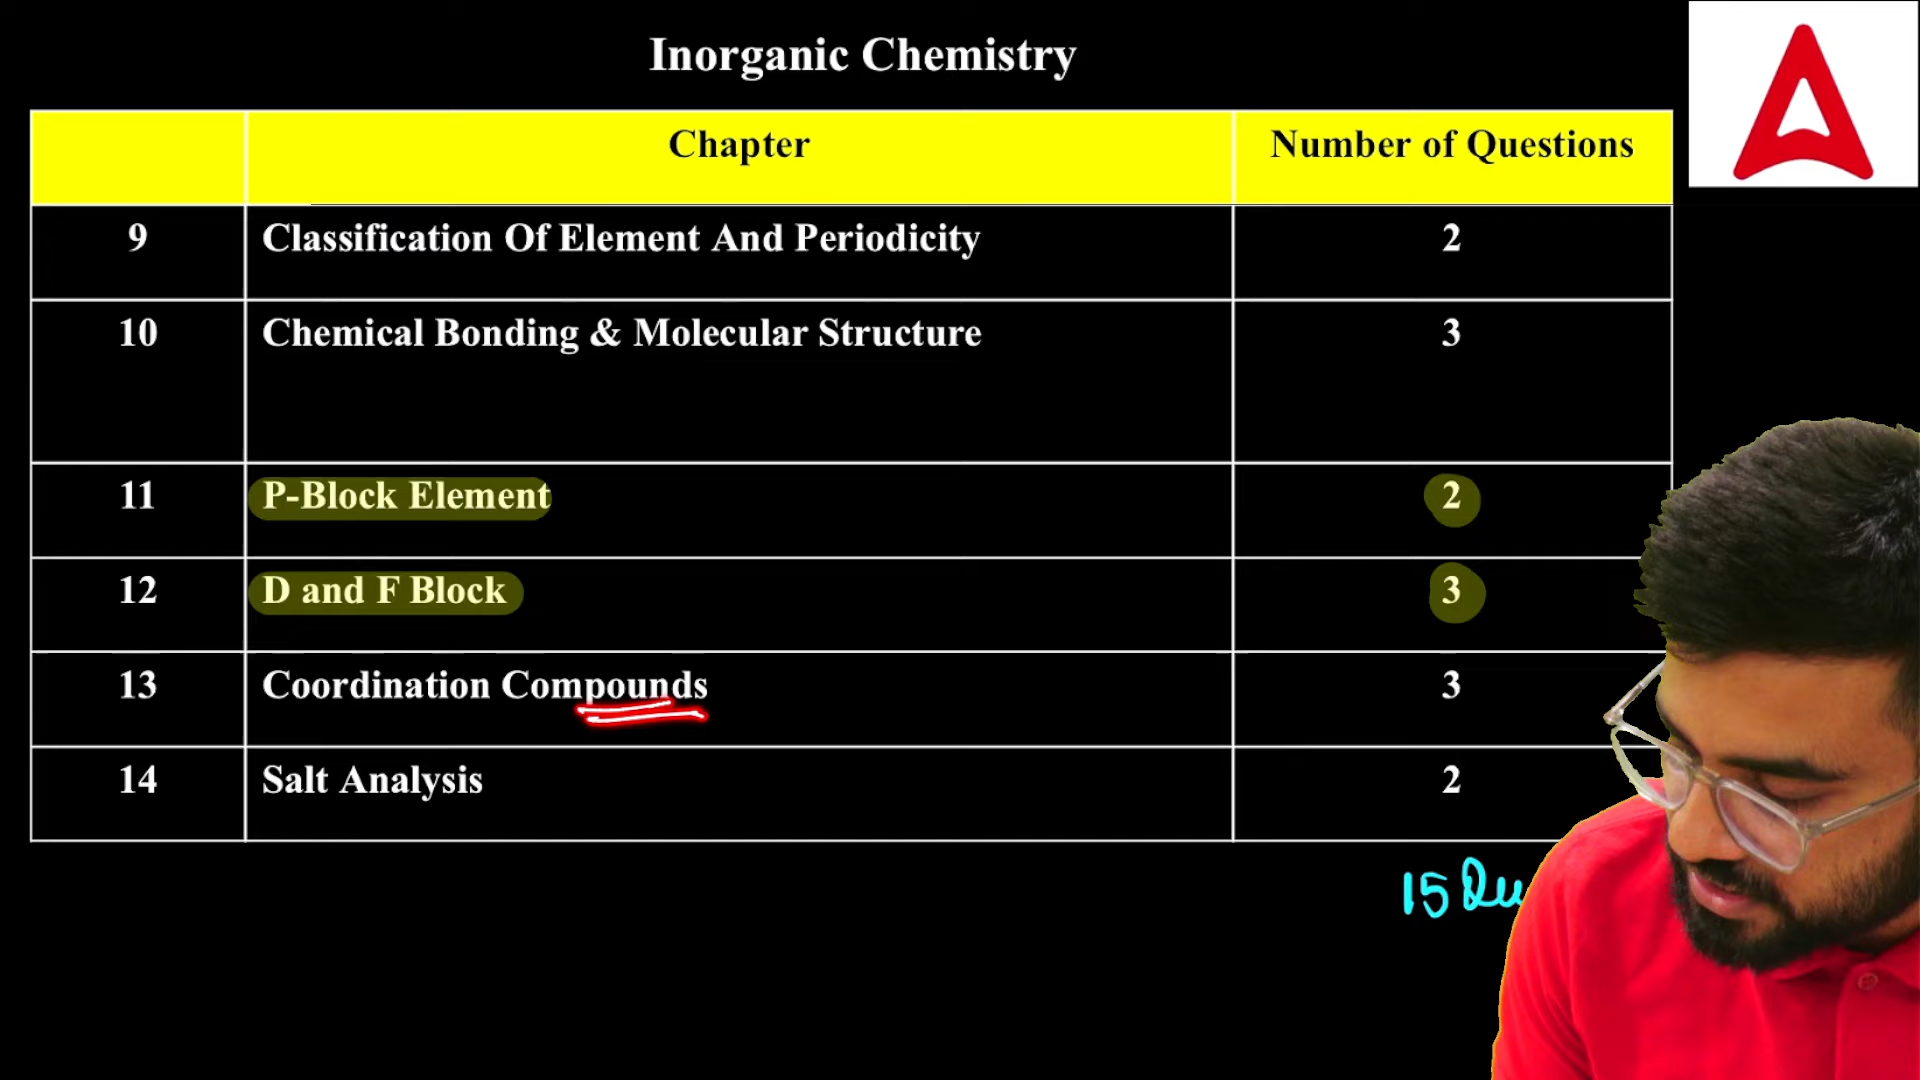 Inorganic Chemistry
Chapter Number of Questions
9 Classification Of Element And Periodicity 2
10 Chemical Bonding & Molecular Structure 3
11 P-Block Element 2
12 D and F Block 3
13 Coordination Compounds 3
14 Salt Analysis 2
15